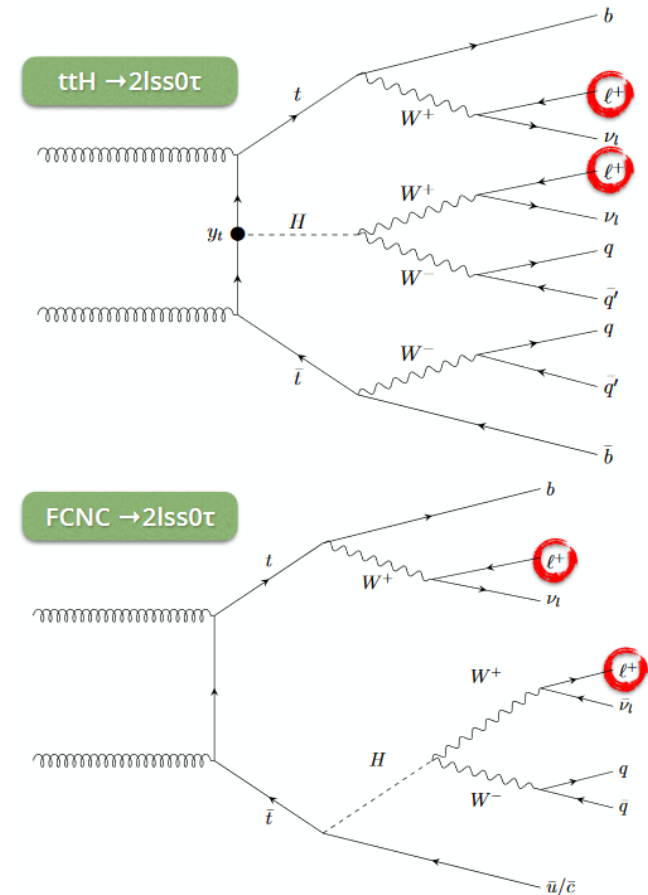 ttH →2lss0τ
b
t
W⁺
ℓ⁺
νₗ
ℓ⁺
W⁺
νₗ
yₜ
H
q
W⁻
q̄′
q
W⁻
t̄
q̄′
b̄
FCNC →2lss0τ
b
t
W⁺
ℓ⁺
νₗ
W⁺
ℓ⁺
ν̄ₗ
H
q
W⁻
q̄
t̄
ū/c̄